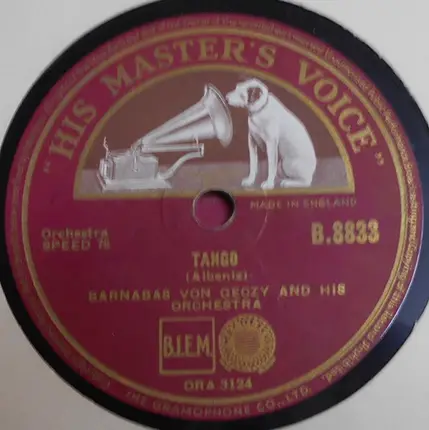 "HIS MASTER'S VOICE"
MADE IN ENGLAND
Orchestra
SPEED 78
B.8833
TANGO
(Albeniz)
BARNABAS VON GECZY AND HIS
ORCHESTRA
B.I.E.M.
ORA 3124
THE GRAMOPHONE CO., LTD.